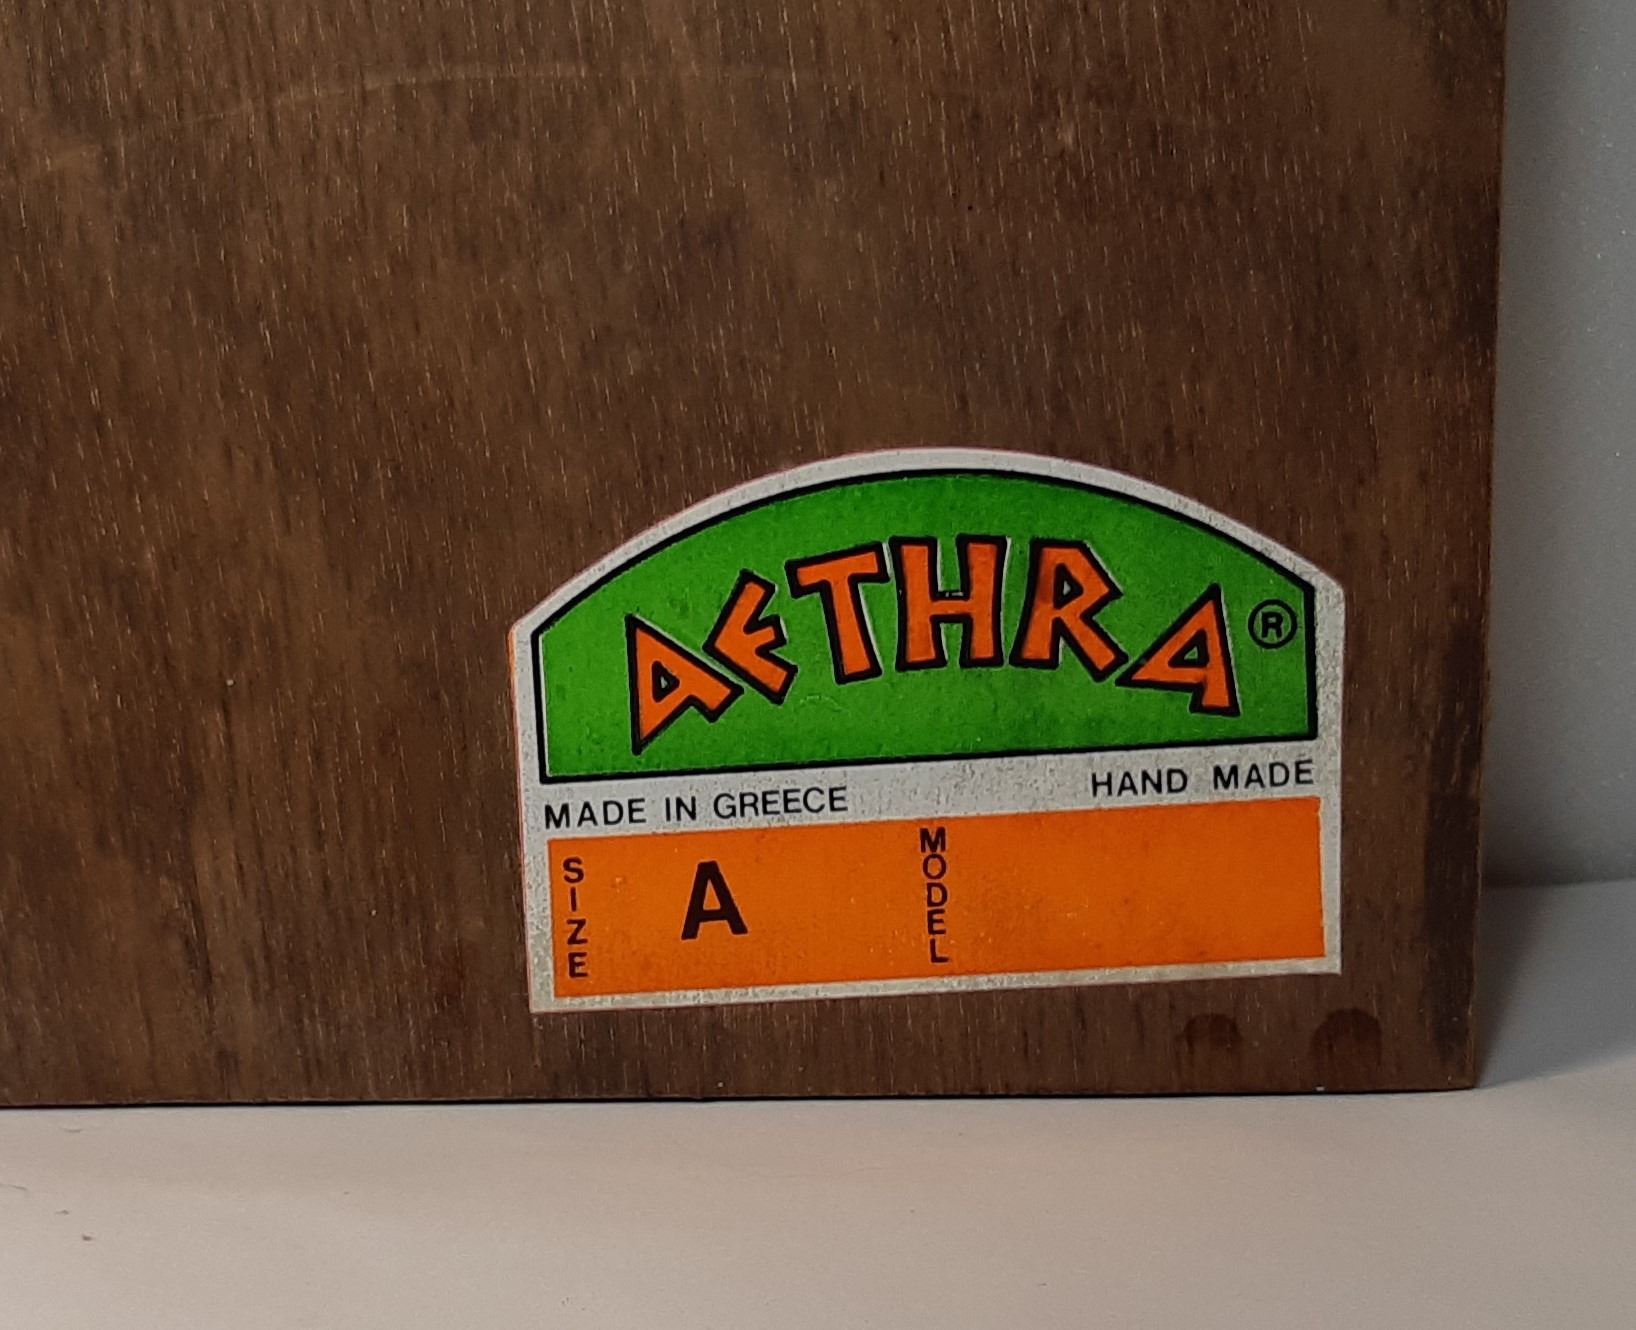 AETHRA ®
MADE IN GREECE HAND MADE
SIZE A MODEL